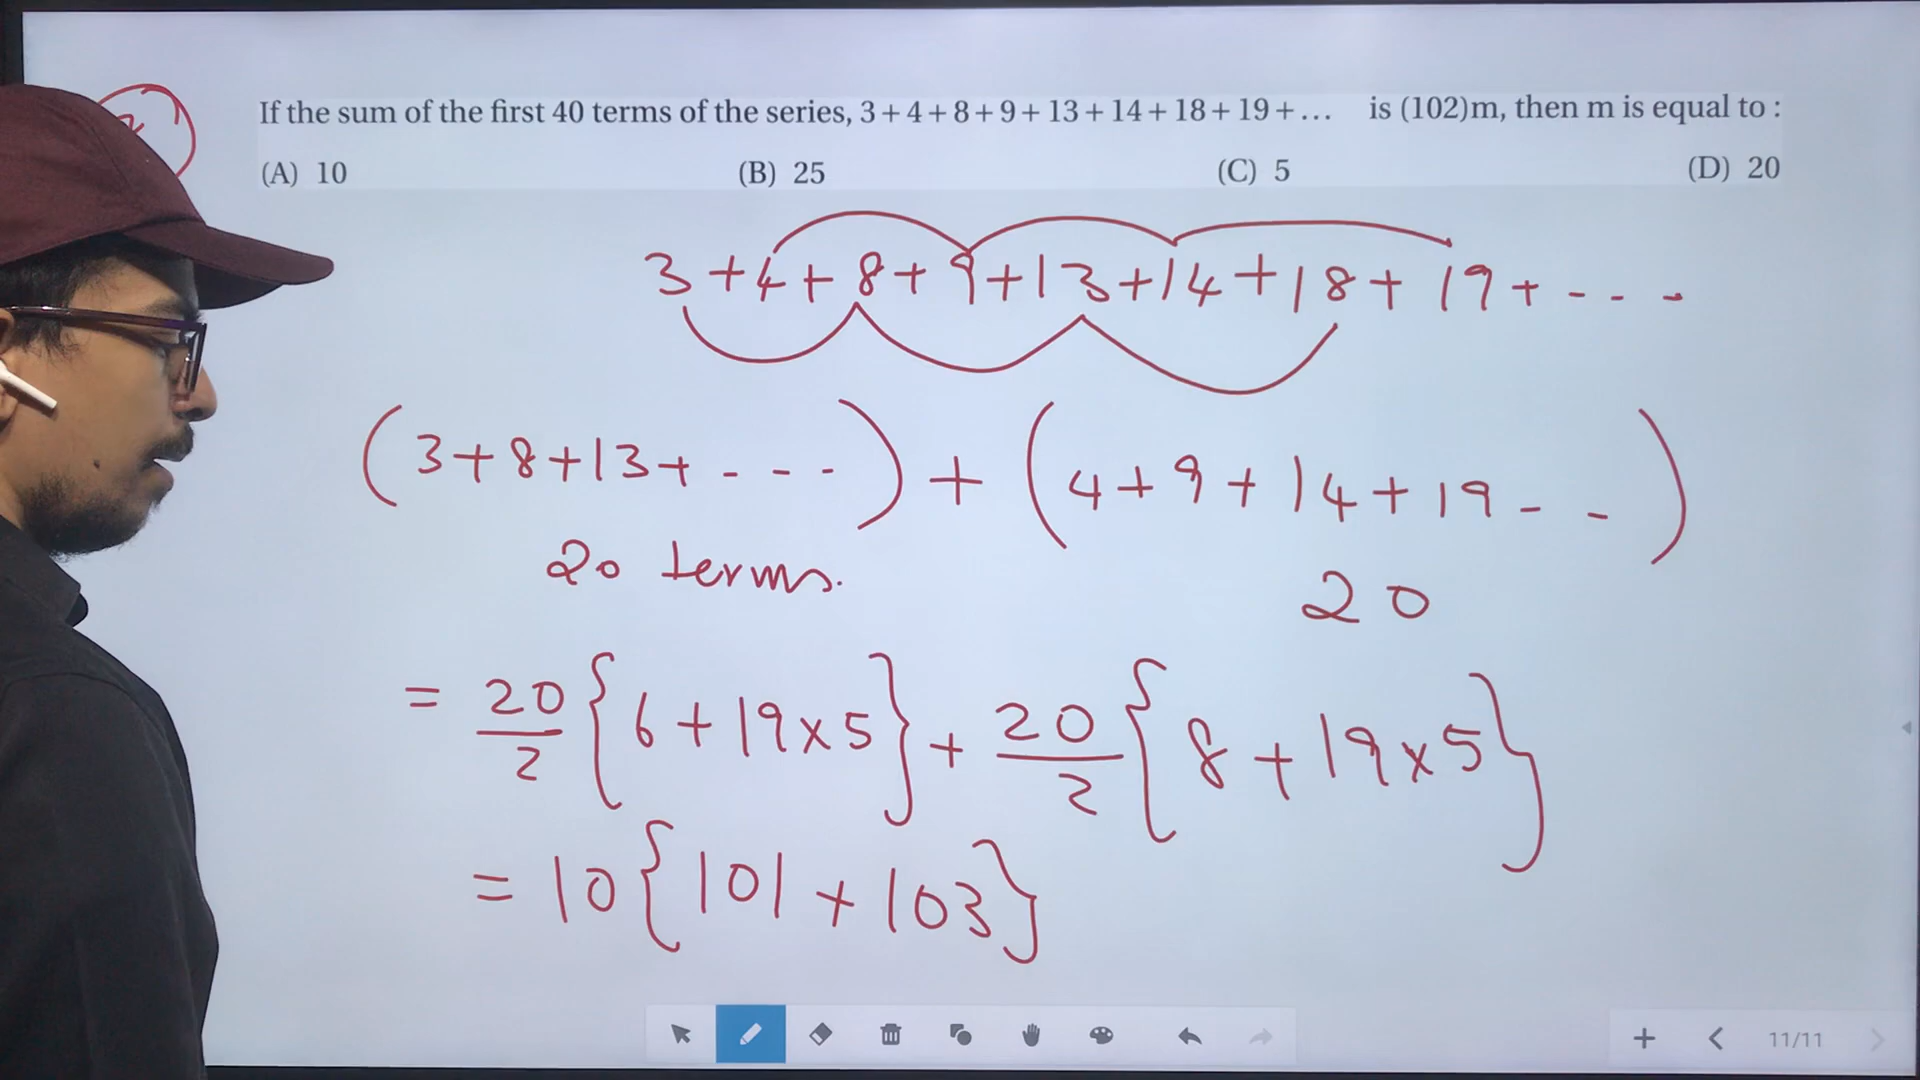 If the sum of the first 40 terms of the series, 3+4+8+9+13+14+18+19+... is (102)m, then m is equal to :
(A) 10 (B) 25 (C) 5 (D) 20
3+4+8+9+13+14+18+19+---
(3+8+13+---) + (4+9+14+19--)
20 terms. 20
= 20/2 {6+19×5} + 20/2 {8+19×5}
= 10{101+103}
11/11